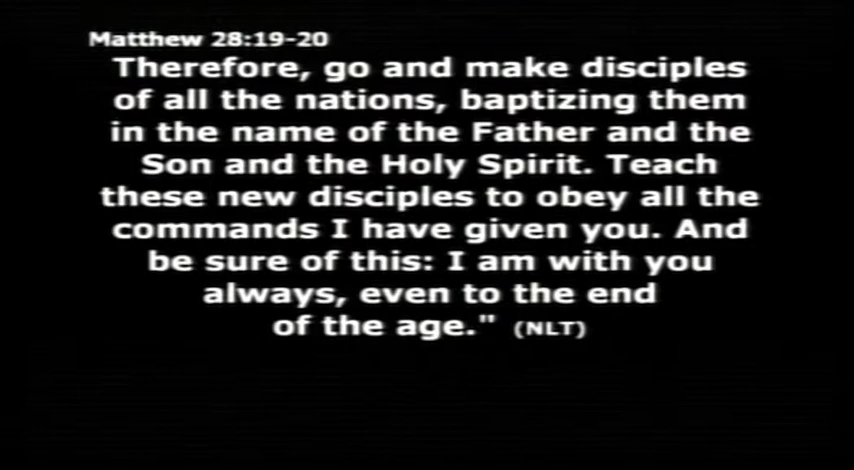 Matthew 28:19-20
Therefore, go and make disciples
of all the nations, baptizing them
in the name of the Father and the
Son and the Holy Spirit. Teach
these new disciples to obey all the
commands I have given you. And
be sure of this: I am with you
always, even to the end
of the age." (NLT)